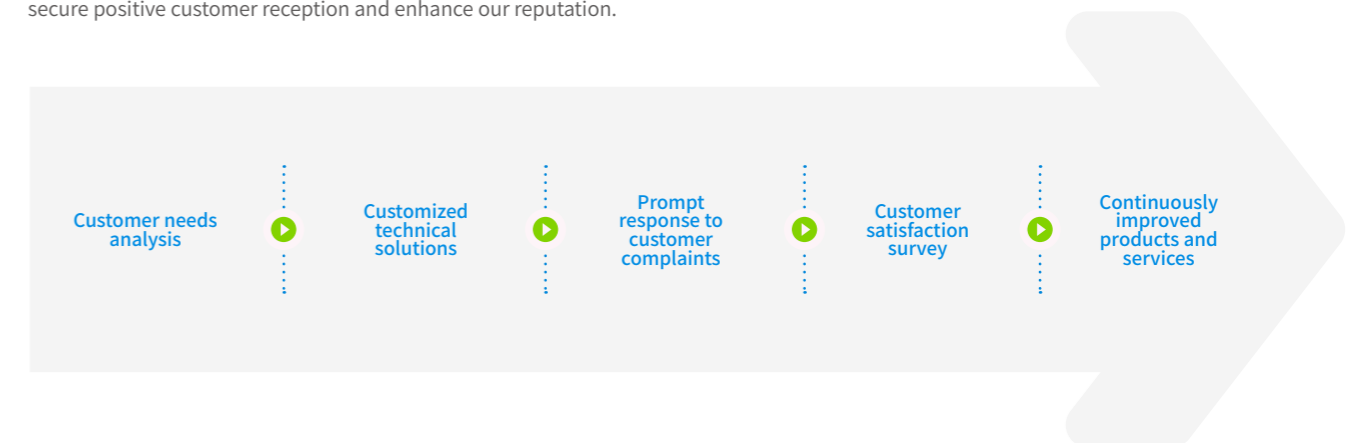 secure positive customer reception and enhance our reputation.
Customer needs
analysis
Customized
technical
solutions
Prompt
response to
customer
complaints
Customer
satisfaction
survey
Continuously
improved
products and
services